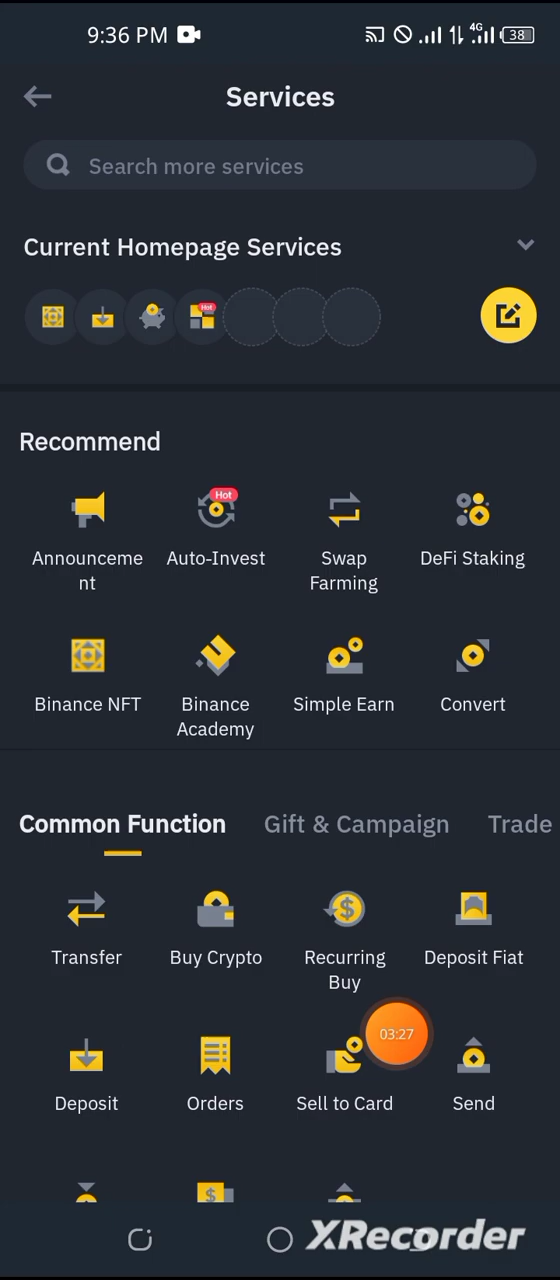 9:36 PM 4G 38
Services
Search more services
Current Homepage Services
Hot
Recommend
Hot
Announceme Auto-Invest Swap DeFi Staking
nt Farming
Binance NFT Binance Simple Earn Convert
Academy
Common Function Gift & Campaign Trade
Transfer Buy Crypto Recurring Deposit Fiat
Buy
03:27
Deposit Orders Sell to Card Send
XRecorder